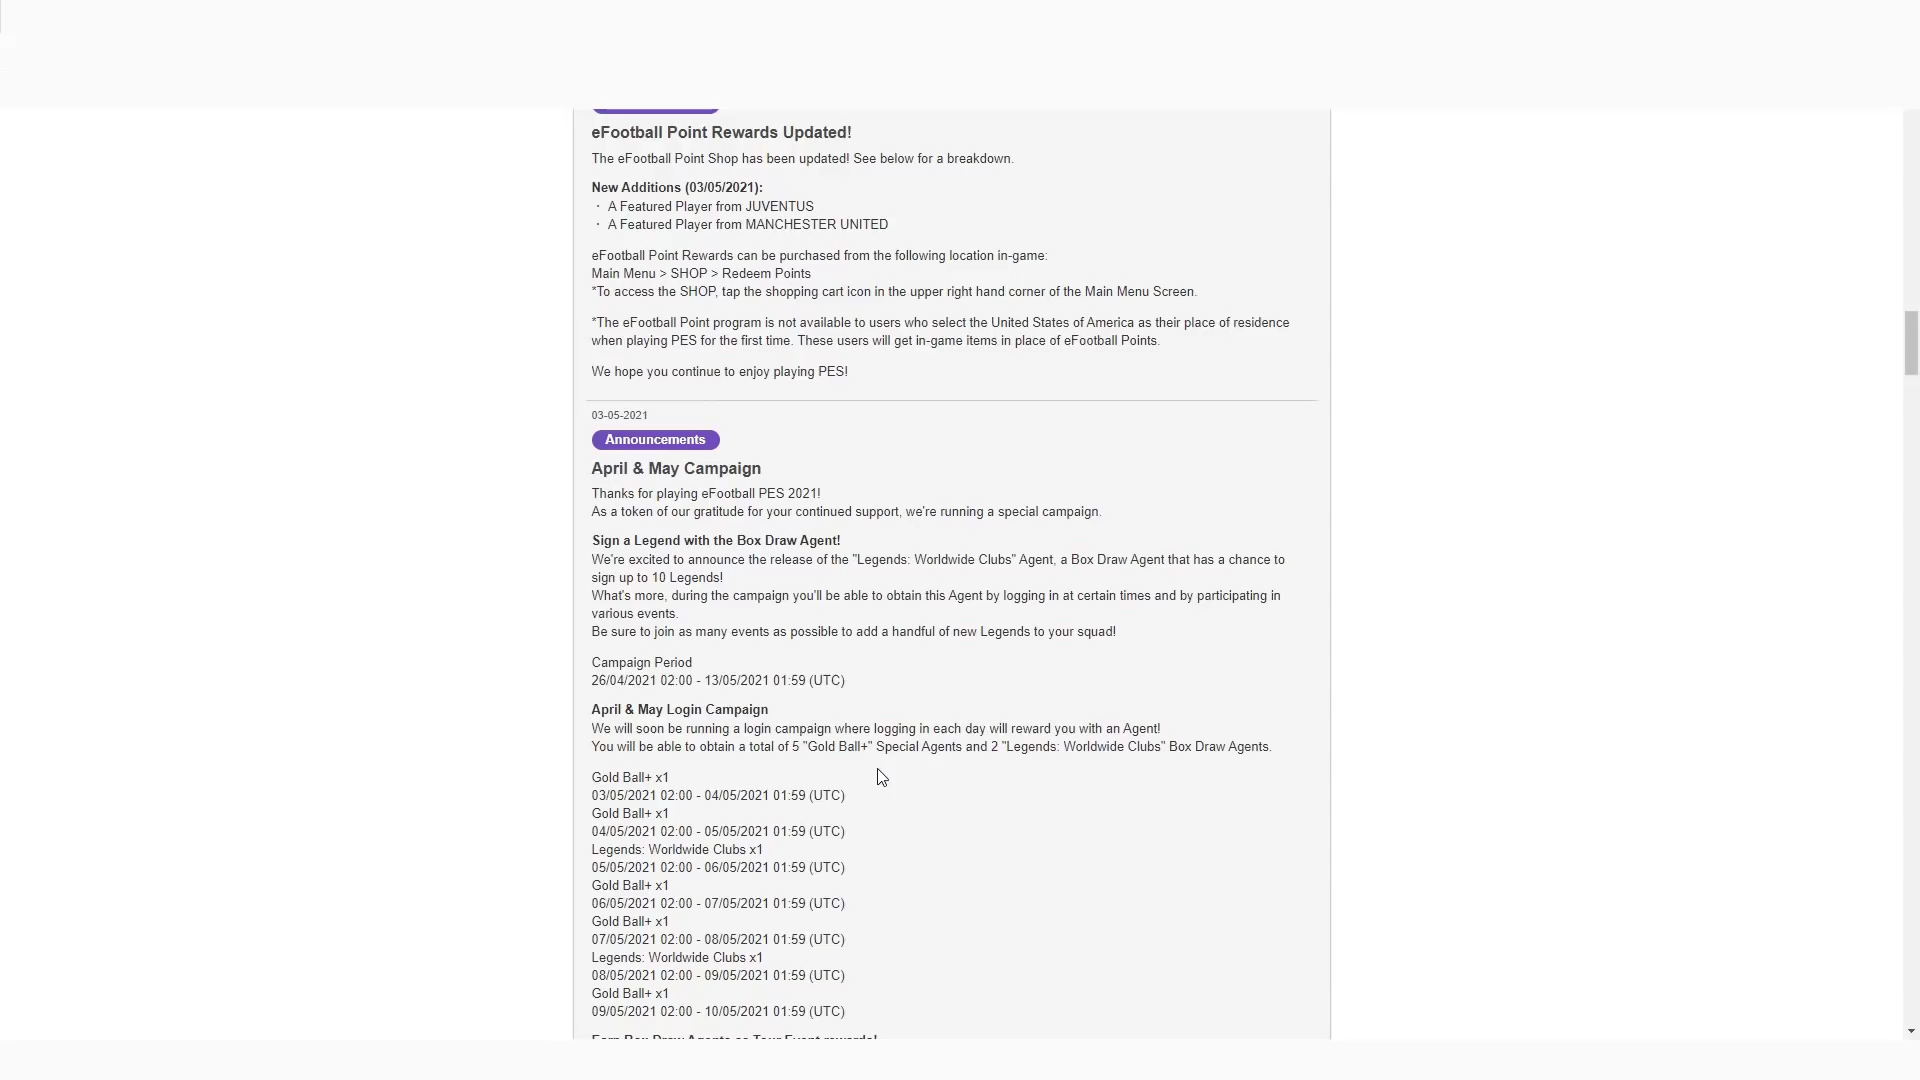 eFootball Point Rewards Updated!
The eFootball Point Shop has been updated! See below for a breakdown.
New Additions (03/05/2021):
・ A Featured Player from JUVENTUS
・ A Featured Player from MANCHESTER UNITED
eFootball Point Rewards can be purchased from the following location in-game:
Main Menu > SHOP > Redeem Points
*To access the SHOP, tap the shopping cart icon in the upper right hand corner of the Main Menu Screen.
*The eFootball Point program is not available to users who select the United States of America as their place of residence
when playing PES for the first time. These users will get in-game items in place of eFootball Points.
We hope you continue to enjoy playing PES!
03-05-2021
Announcements
April & May Campaign
Thanks for playing eFootball PES 2021!
As a token of our gratitude for your continued support, we're running a special campaign.
Sign a Legend with the Box Draw Agent!
We're excited to announce the release of the "Legends: Worldwide Clubs" Agent, a Box Draw Agent that has a chance to
sign up to 10 Legends!
What's more, during the campaign you'll be able to obtain this Agent by logging in at certain times and by participating in
various events.
Be sure to join as many events as possible to add a handful of new Legends to your squad!
Campaign Period
26/04/2021 02:00 - 13/05/2021 01:59 (UTC)
April & May Login Campaign
We will soon be running a login campaign where logging in each day will reward you with an Agent!
You will be able to obtain a total of 5 "Gold Ball+" Special Agents and 2 "Legends: Worldwide Clubs" Box Draw Agents.
Gold Ball+ x1
03/05/2021 02:00 - 04/05/2021 01:59 (UTC)
Gold Ball+ x1
04/05/2021 02:00 - 05/05/2021 01:59 (UTC)
Legends: Worldwide Clubs x1
05/05/2021 02:00 - 06/05/2021 01:59 (UTC)
Gold Ball+ x1
06/05/2021 02:00 - 07/05/2021 01:59 (UTC)
Gold Ball+ x1
07/05/2021 02:00 - 08/05/2021 01:59 (UTC)
Legends: Worldwide Clubs x1
08/05/2021 02:00 - 09/05/2021 01:59 (UTC)
Gold Ball+ x1
09/05/2021 02:00 - 10/05/2021 01:59 (UTC)
Earn Box Draw Agents as Tour Event rewards!